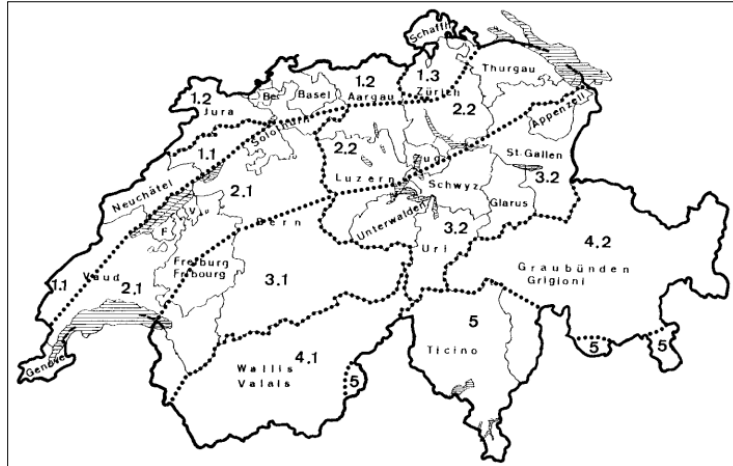 Schaffh.
1.2
1.3
Thurgau
1.2
Basel
Aargau
Zürich
Jura
Be
2.2
Solothurn
Appenzell
1.1
2.2
Zug
St.Gallen
Neuchâtel
2.1
Luzern
Schwyz
3.2
V
F
Bern
Unterwalden
3.2
Glarus
Uri
4.2
1.1
Vaud
2.1
Freiburg
Fribourg
3.1
Graubünden
Grigioni
5
4.1
Ticino
Genève
Wallis
Valais
5
5
5